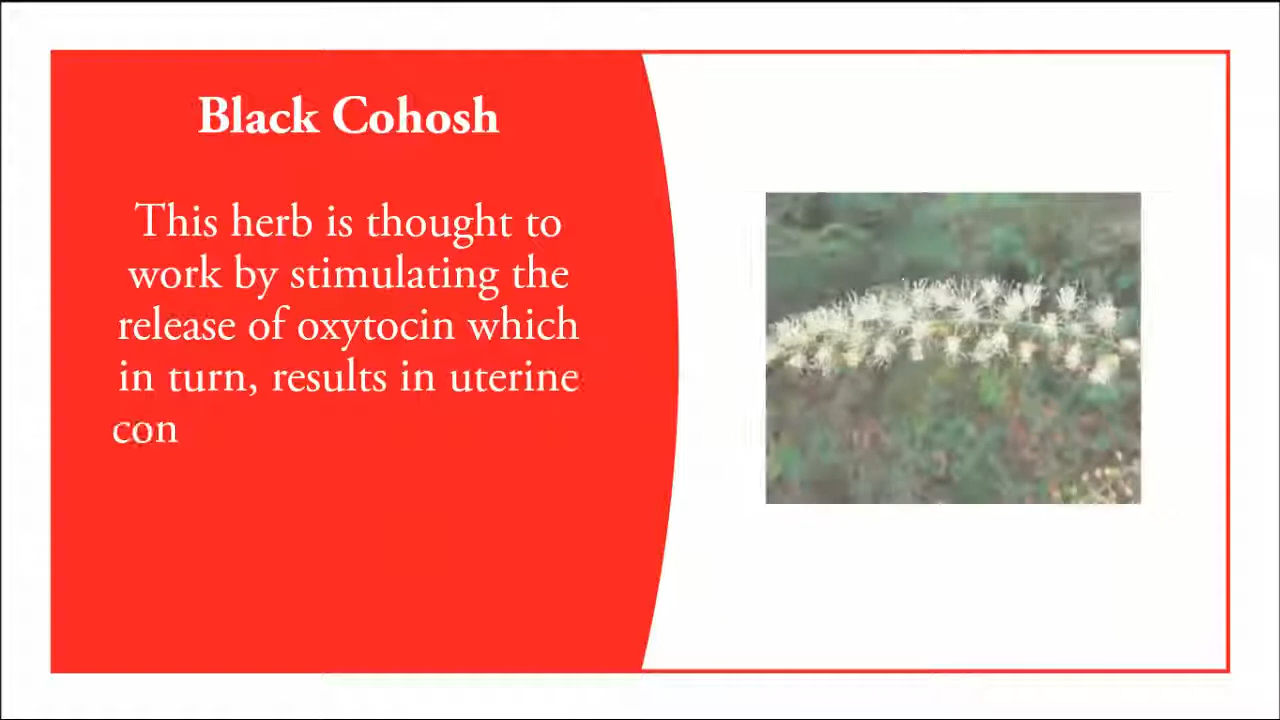 Black Cohosh
This herb is thought to
work by stimulating the
release of oxytocin which
in turn, results in uterine
con